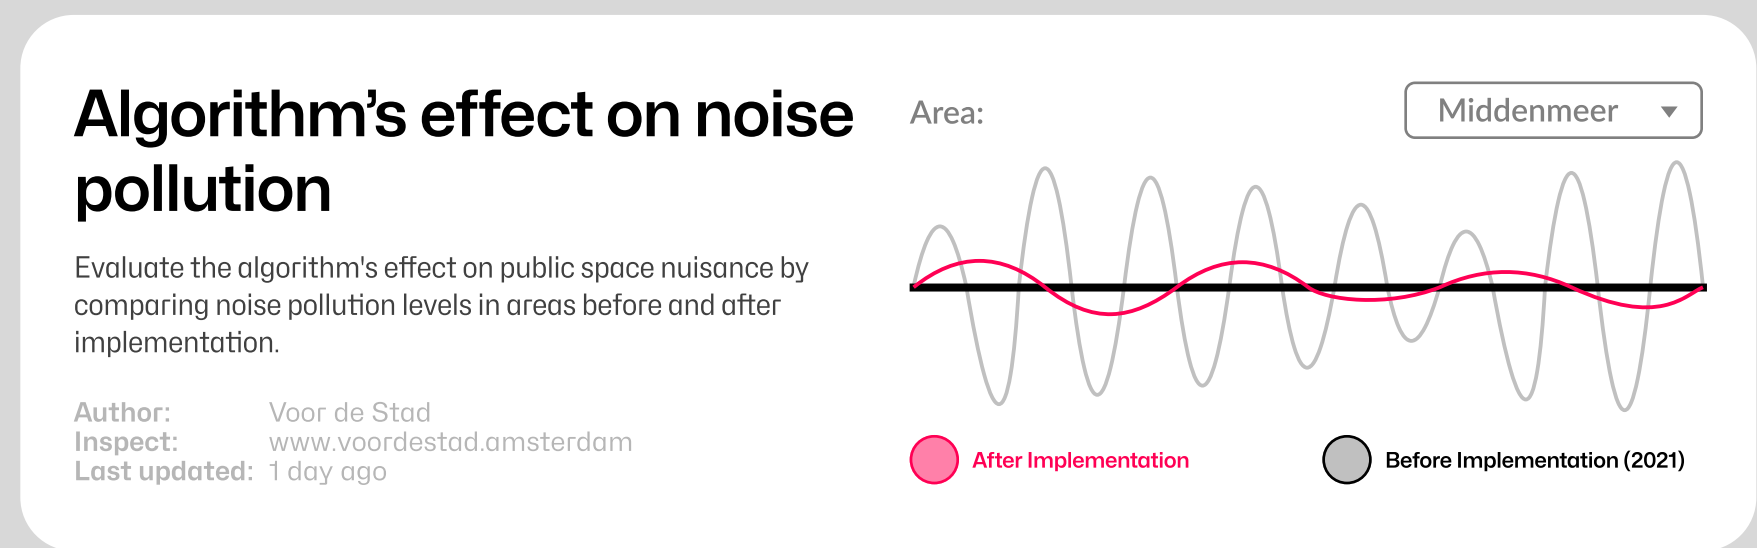 Algorithm’s effect on noise
pollution
Evaluate the algorithm's effect on public space nuisance by
comparing noise pollution levels in areas before and after
implementation.
Author: Voor de Stad
Inspect: www.voordestad.amsterdam
Last updated: 1 day ago
Area: Middenmeer
After Implementation
Before Implementation (2021)